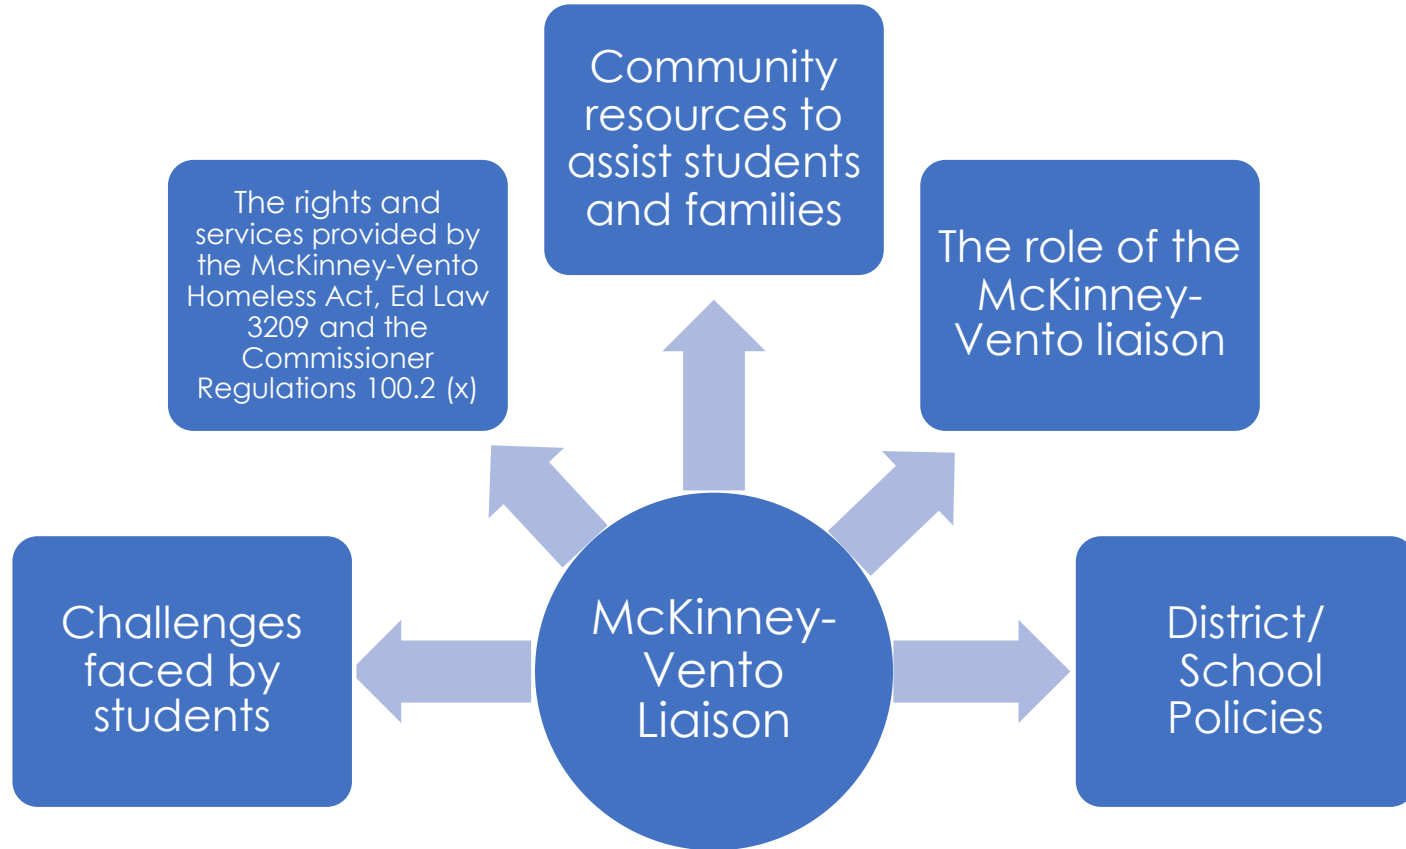 Community
resources to
assist students
and families
The rights and
services provided by
the McKinney-Vento
Homeless Act, Ed Law
3209 and the
Commissioner
Regulations 100.2 (x)
The role of the
McKinney-
Vento liaison
Challenges
faced by
students
McKinney-
Vento
Liaison
District/
School
Policies